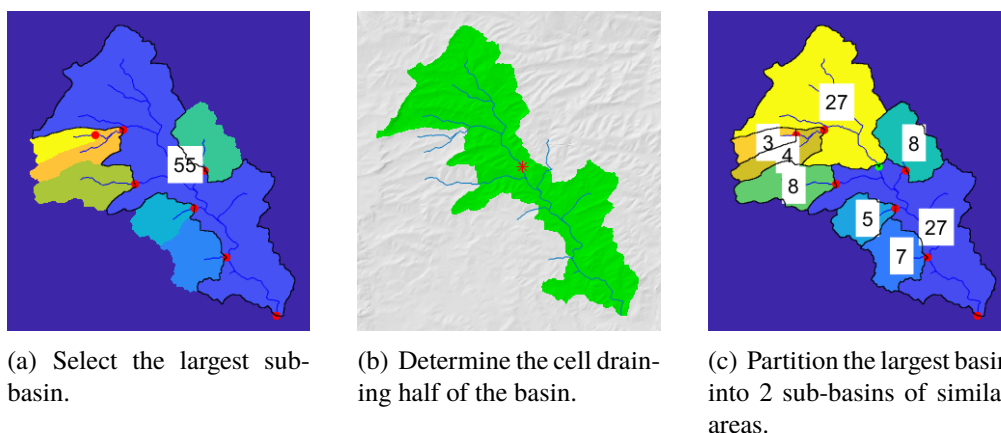 55
27
3
4
8
8
5
27
7
(a) Select the largest sub-
basin.
(b) Determine the cell drain-
ing half of the basin.
(c) Partition the largest basin
into 2 sub-basins of similar
areas.